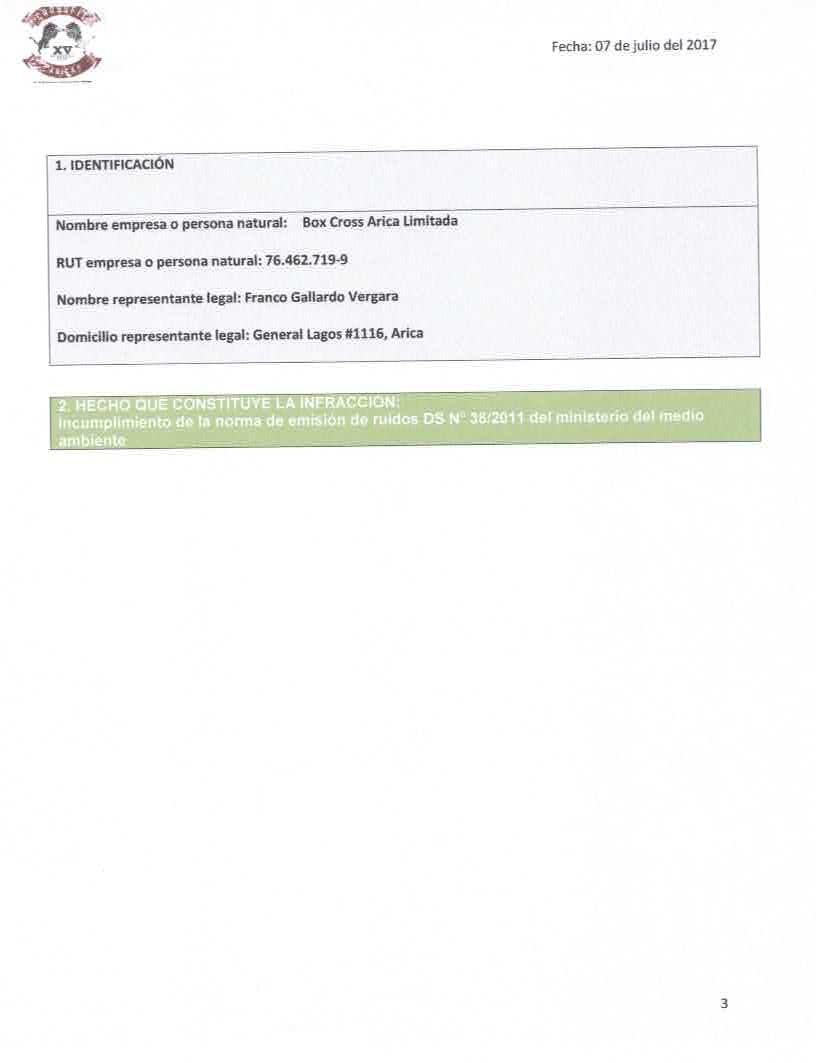 XV
Fecha: 07 de julio del 2017
1. IDENTIFICACIÓN
Nombre empresa o persona natural: Box Cross Arica Limitada
RUT empresa o persona natural: 76.462.719-9
Nombre representante legal: Franco Gallardo Vergara
Domicilio representante legal: General Lagos #1116, Arica
2. HECHO QUE CONSTITUYE LA INFRACCIÓN:
Incumplimiento de la norma de emisión de ruidos DS N° 38/2011 del ministerio del medio
ambiente
3